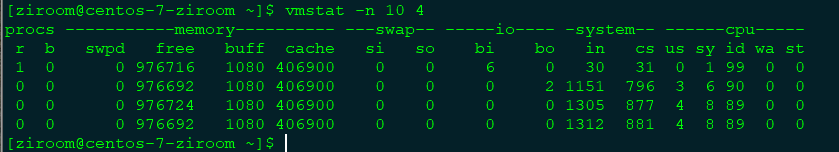 [ziroom@centos-7-ziroom ~]$ vmstat -n 10 4
procs -----------memory---------- ---swap-- -----io---- -system-- ------cpu-----
 r  b   swpd   free   buff  cache   si   so    bi    bo   in   cs us sy id wa st
 1  0      0 976716   1080 406900    0    0     6     0   30   31  0  1 99  0  0
 0  0      0 976692   1080 406900    0    0     0     2 1151  796  3  6 90  0  0
 0  0      0 976724   1080 406900    0    0     0     0 1305  877  4  8 89  0  0
 0  0      0 976692   1080 406900    0    0     0     0 1312  881  4  8 89  0  0
[ziroom@centos-7-ziroom ~]$